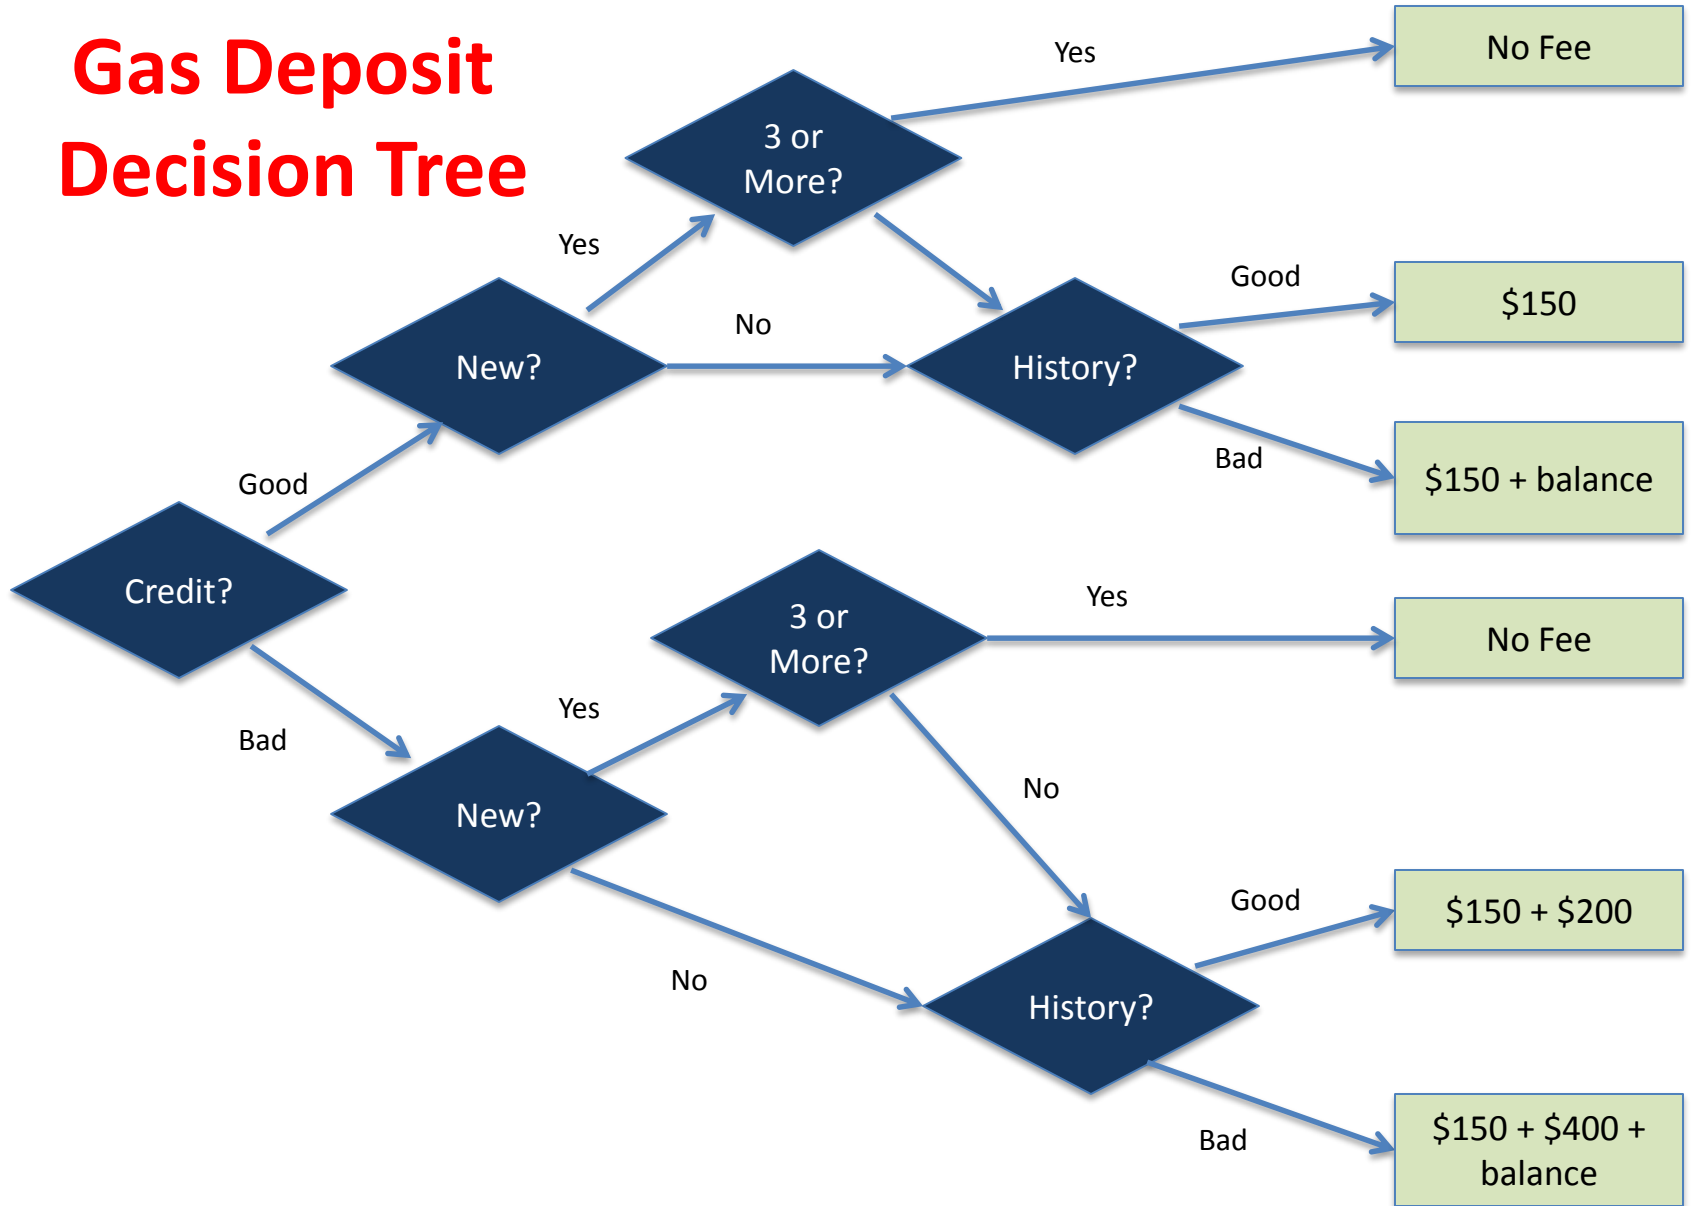 Gas Deposit
Decision Tree
Yes
No Fee
3 or
More?
Yes
Good
$150
New?
No
History?
Bad
$150 + balance
Good
Credit?
Bad
3 or
More?
Yes
No Fee
Yes
New?
No
No
Good
$150 + $200
History?
Bad
$150 + $400 +
balance